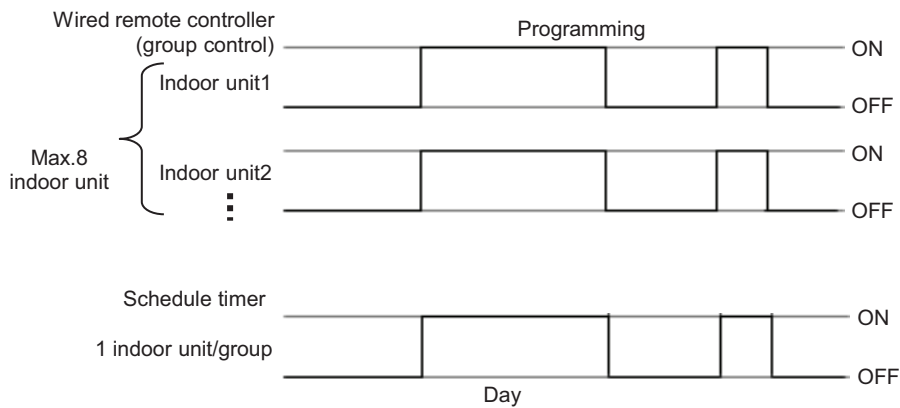 Wired remote controller
(group control)
Programming
ON
Indoor unit1
OFF
Max.8
indoor unit
ON
Indoor unit2
OFF
Schedule timer
ON
1 indoor unit/group
OFF
Day